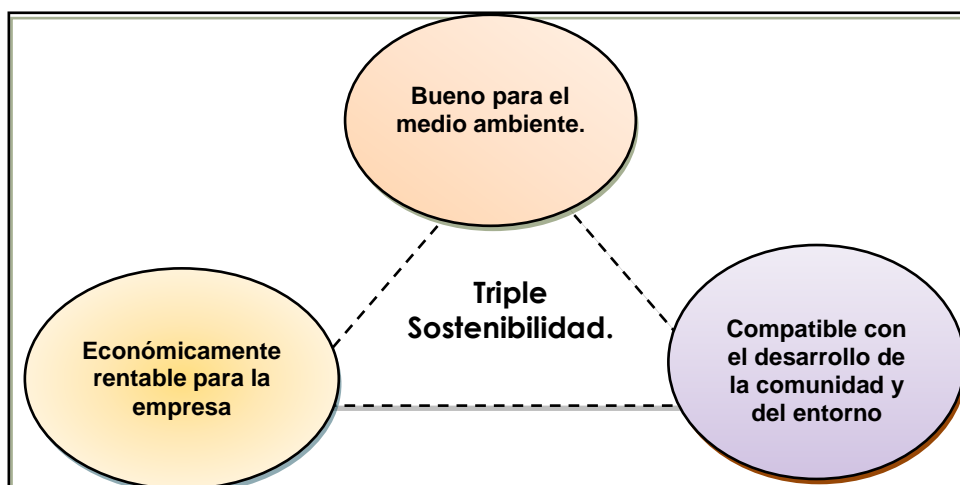 Bueno para el
medio ambiente.
Triple
Sostenibilidad.
Económicamente
rentable para la
empresa
Compatible con
el desarrollo de
la comunidad y
del entorno